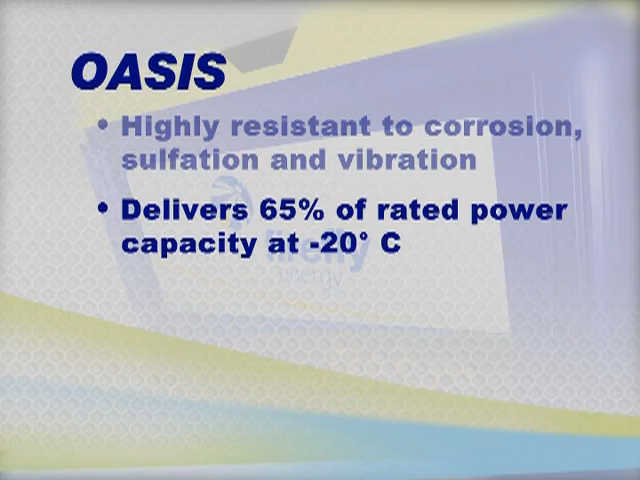 OASIS
• Highly resistant to corrosion,
sulfation and vibration
• Delivers 65% of rated power
capacity at -20° C
firefly
energy